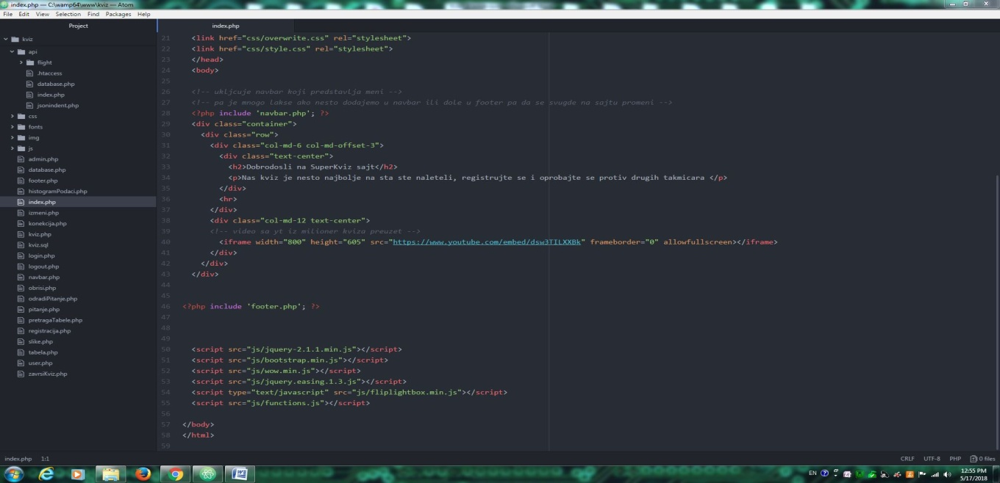 index.php — C:\wamp64\www\kviz — Atom
File Edit View Selection Find Packages Help
Project
kviz
api
flight
.htaccess
database.php
index.php
jsonindent.php
css
fonts
img
js
admin.php
database.php
footer.php
histogramPodaci.php
index.php
izmeni.php
konekcija.php
kviz.php
kviz.sql
login.php
logout.php
navbar.php
obrisi.php
odradiPitanje.php
pitanje.php
pretragaTabele.php
registracija.php
slike.php
tabela.php
user.php
zavrsiKviz.php
index.php
21 <link href="css/overwrite.css" rel="stylesheet">
22 <link href="css/style.css" rel="stylesheet">
23 </head>
24 <body>
25
26 <!-- ukljcuje navbar koji predstavlja meni -->
27 <!-- pa je mnogo lakse ako nesto dodajemo u navbar ili dole u footer pa da se svugde na sajtu promeni -->
28 <?php include 'navbar.php'; ?>
29 <div class="container">
30 <div class="row">
31 <div class="col-md-6 col-md-offset-3">
32 <div class="text-center">
33 <h2>Dobrodosli na SuperKviz sajt</h2>
34 <p>Nas kviz je nesto najbolje na sta ste naleteli, registrujte se i oprobajte se protiv drugih takmicara </p>
35 </div>
36 <hr>
37 </div>
38 <div class="col-md-12 text-center">
39 <!-- video sa yt iz milioner kviza preuzet -->
40 <iframe width="800" height="605" src="https://www.youtube.com/embed/dsw3TILXXBk" frameborder="0" allowfullscreen></iframe>
41 </div>
42 </div>
43 </div>
44
45
46 <?php include 'footer.php'; ?>
47
48
49
50 <script src="js/jquery-2.1.1.min.js"></script>
51 <script src="js/bootstrap.min.js"></script>
52 <script src="js/wow.min.js"></script>
53 <script src="js/jquery.easing.1.3.js"></script>
54 <script type="text/javascript" src="js/fliplightbox.min.js"></script>
55 <script src="js/functions.js"></script>
56
57 </body>
58 </html>
59
index.php 1:1
CRLF UTF-8 PHP 0 files
EN
12:55 PM
5/17/2018